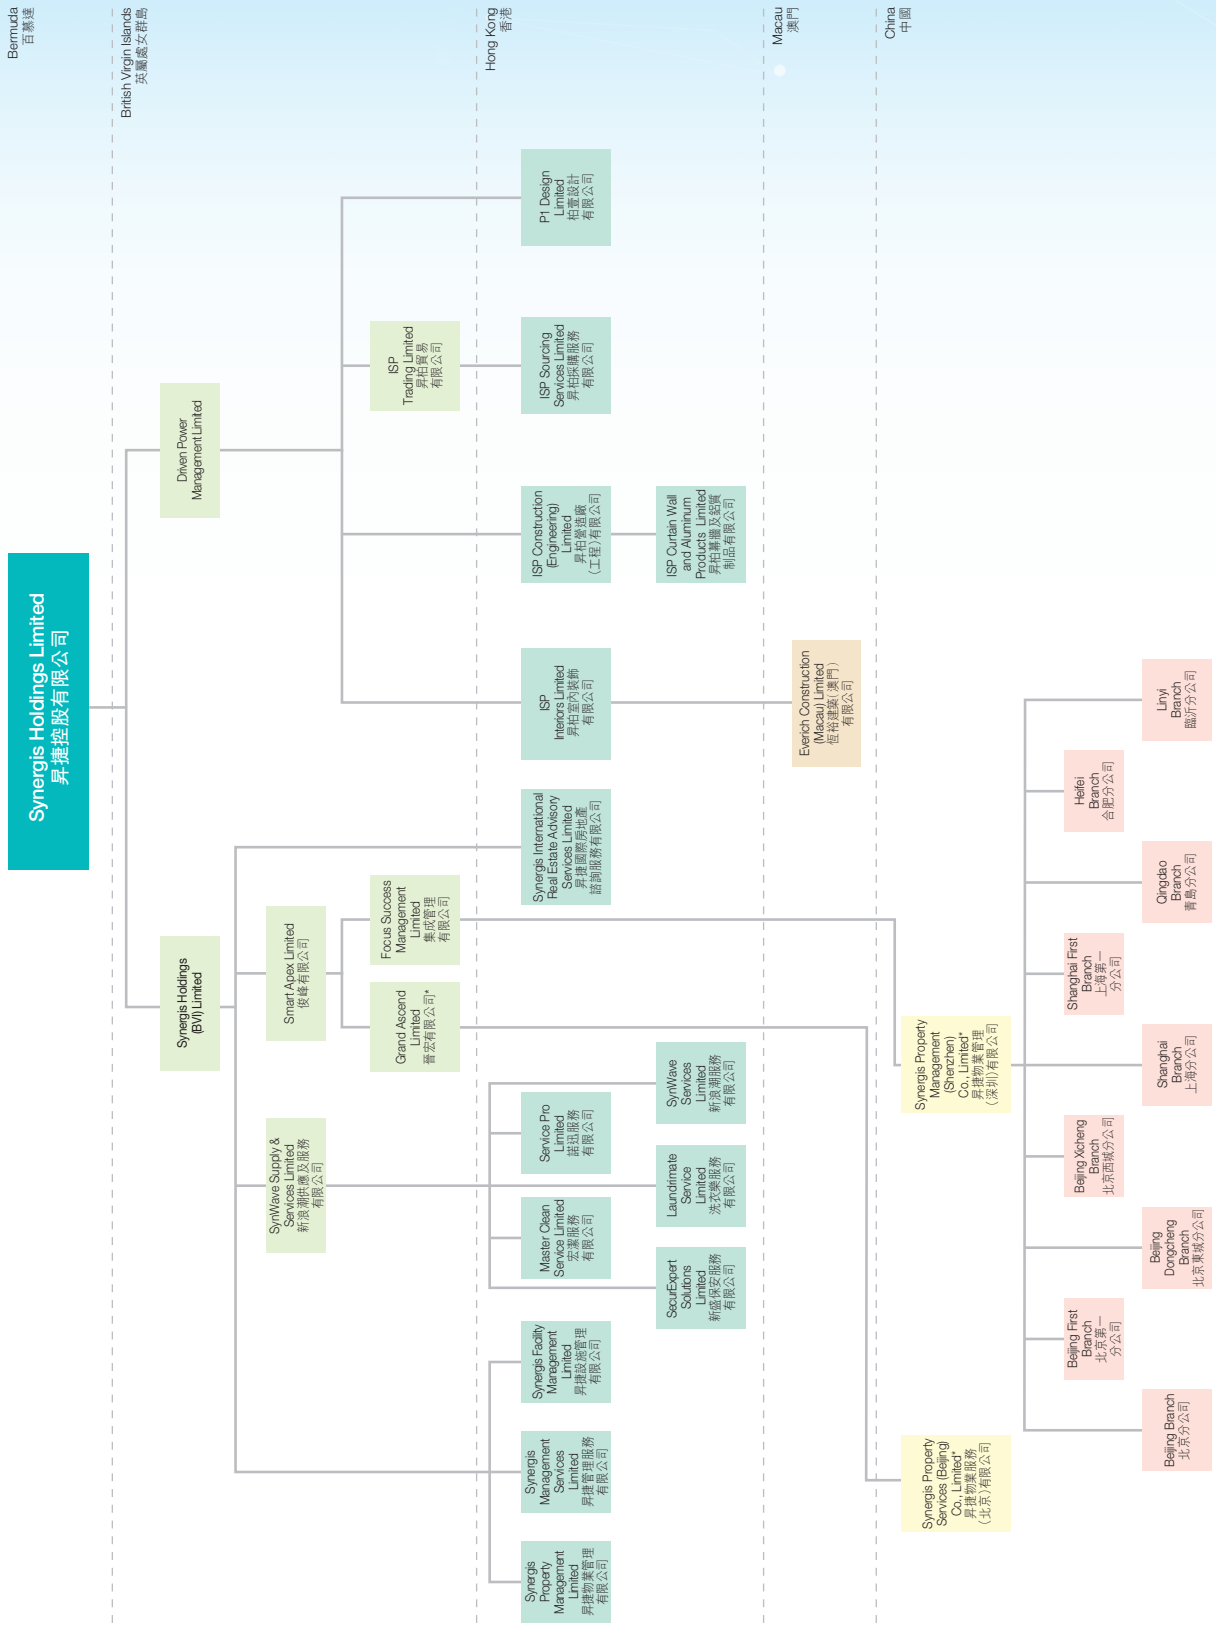 Bermuda
百慕達
British Virgin Islands
英屬處女群島
Hong Kong
香港
Macau
澳門
China
中國
Synergis Holdings Limited
昇捷控股有限公司
Synergis Holdings
(BVI) Limited
Driven Power
Management Limited
SynWave Supply &
Services Limited
新浪潮供應及服務
有限公司
Smart Apex Limited
俊峰有限公司
Grand Ascend
Limited
晉宏有限公司*
Focus Success
Management
Limited
集成管理
有限公司
ISP
Trading Limited
昇柏貿易
有限公司
Synergis
Property
Management
Limited
昇捷物業管理
有限公司
Synergis
Management
Services
Limited
昇捷管理服務
有限公司
Synergis Facility
Management
Limited
昇捷設施管理
有限公司
Master Clean
Service Limited
宏潔服務
有限公司
Service Pro
Limited
諾迅服務
有限公司
Synergis International
Real Estate Advisory
Services Limited
昇捷國際房地產
諮詢服務有限公司
ISP
Interiors Limited
昇柏室內裝飾
有限公司
ISP Construction
(Engineering)
Limited
昇柏營造廠
（工程）有限公司
ISP Sourcing
Services Limited
昇柏採購服務
有限公司
P1 Design
Limited
柏壹設計
有限公司
SecurExpert
Solutions
Limited
新盛保安服務
有限公司
Laundrimate
Service
Limited
洗衣樂服務
有限公司
SynWave
Services
Limited
新浪潮服務
有限公司
ISP Curtain Wall
and Aluminum
Products Limited
昇柏幕牆及鋁質
制品有限公司
Everich Construction
(Macau) Limited
恆裕建築（澳門）
有限公司
Synergis Property
Services (Beijing)
Co., Limited*
昇捷物業服務
（北京）有限公司
Synergis Property
Management
(Shenzhen)
Co., Limited*
昇捷物業管理
（深圳）有限公司
Beijing Branch
北京分公司
Beijing First
Branch
北京第一
分公司
Beijing
Dongcheng
Branch
北京東城分公司
Beijing Xicheng
Branch
北京西城分公司
Shanghai
Branch
上海分公司
Shanghai First
Branch
上海第一
分公司
Qingdao
Branch
青島分公司
Heifei
Branch
合肥分公司
Linyi
Branch
臨沂分公司